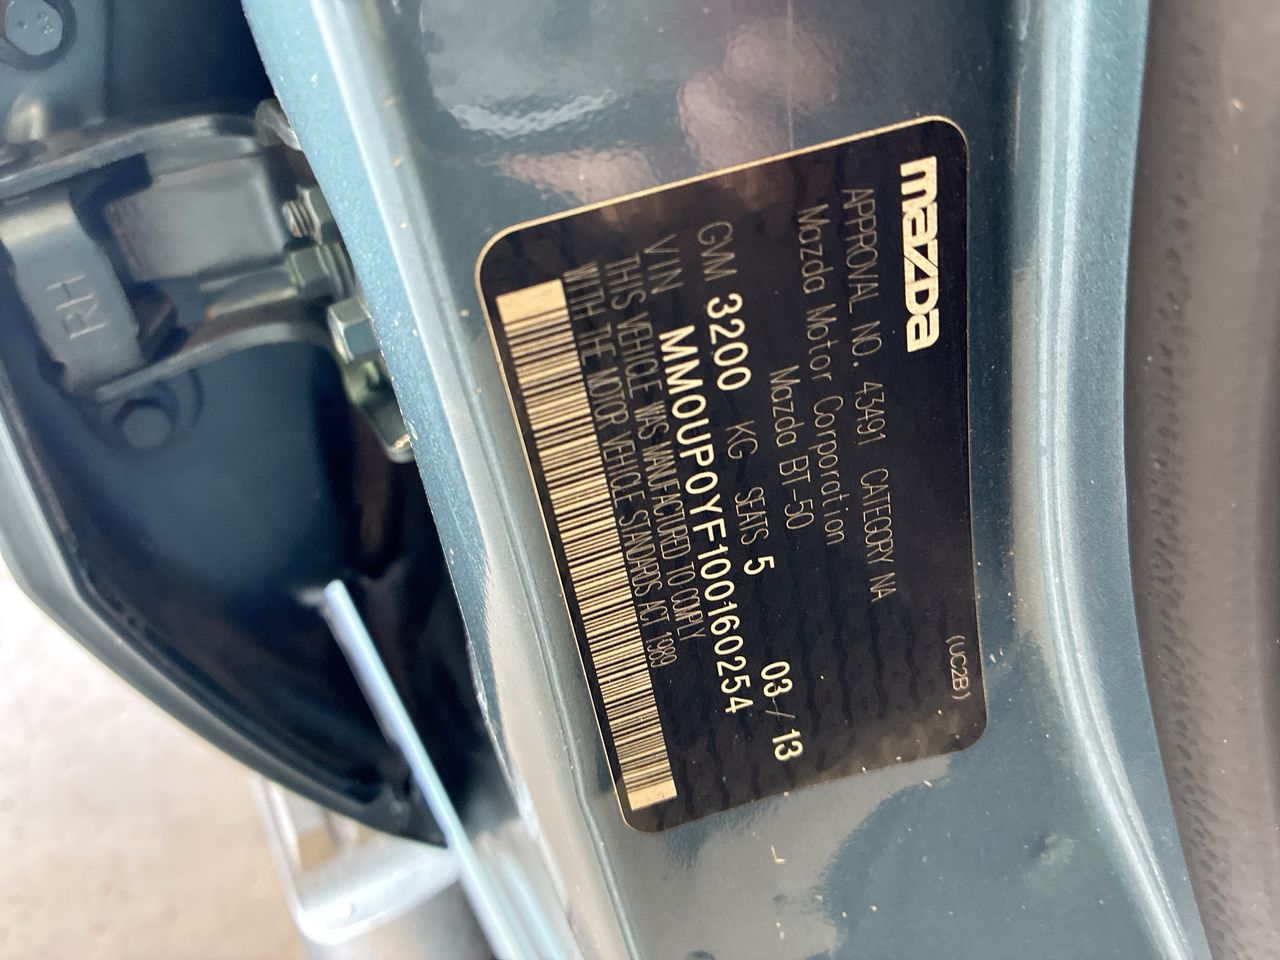 mazda
APPROVAL NO. 43491 CATEGORY NA
Mazda Motor Corporation
Mazda BT-50
GVM 3200 KG SEATS 5 03/13
VIN MM0UP0YF100160254
THIS VEHICLE WAS MANUFACTURED TO COMPLY
WITH THE MOTOR VEHICLE STANDARDS ACT 1989
(UC2B)
RH